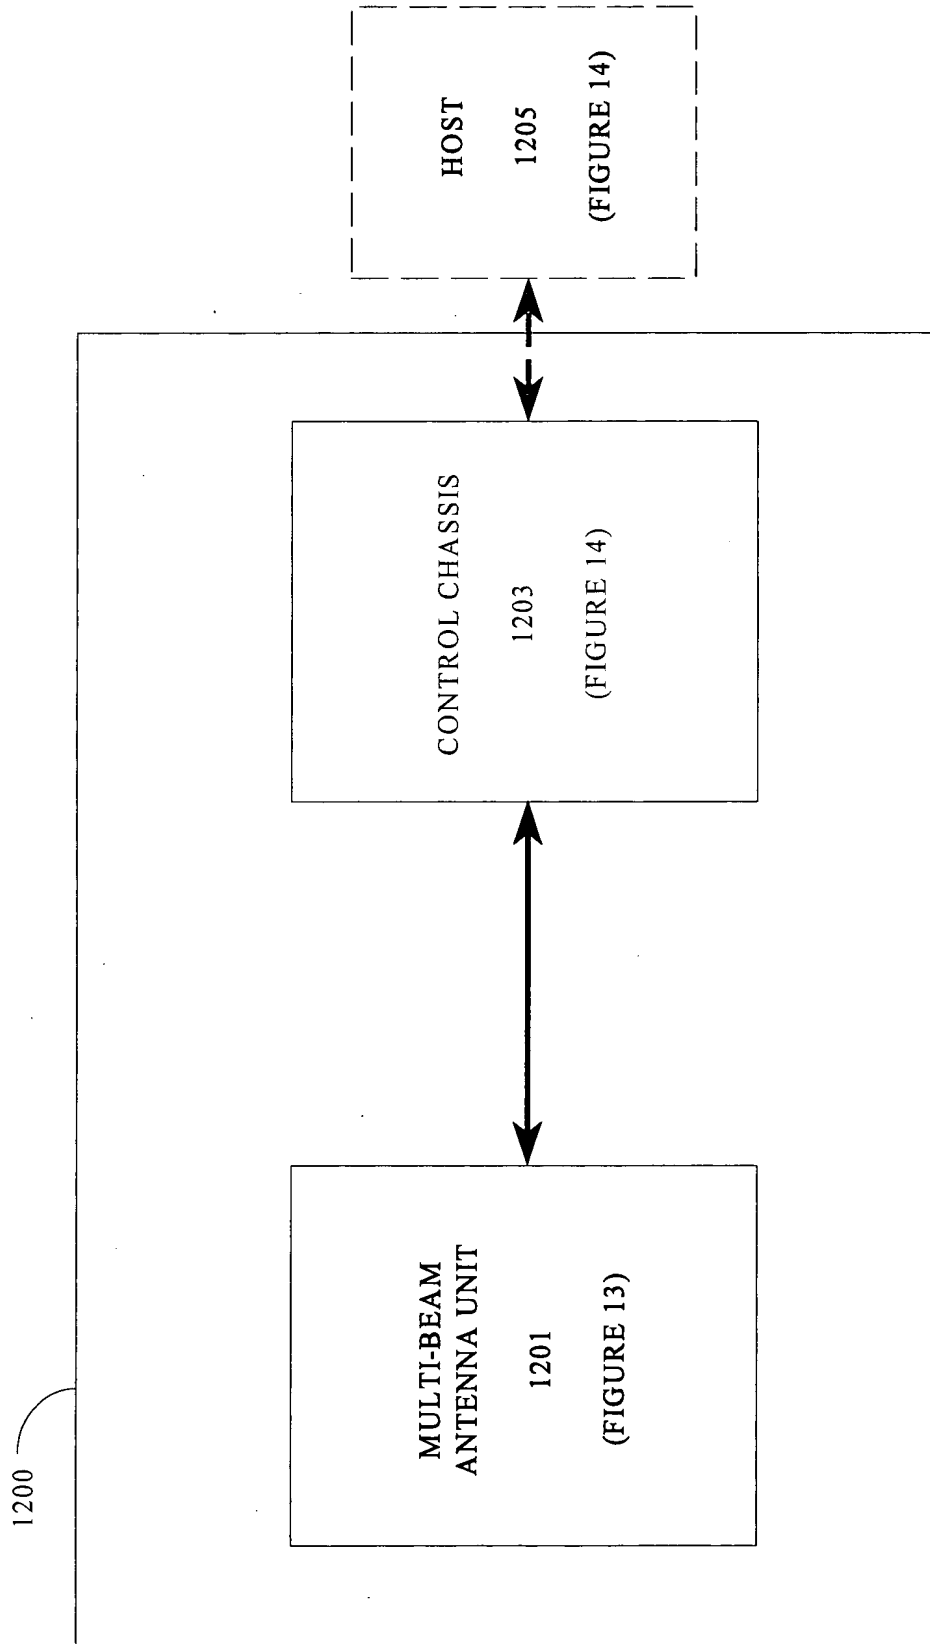 1200
MULTI-BEAM
ANTENNA UNIT
1201
(FIGURE 13)
CONTROL CHASSIS
1203
(FIGURE 14)
HOST
1205
(FIGURE 14)